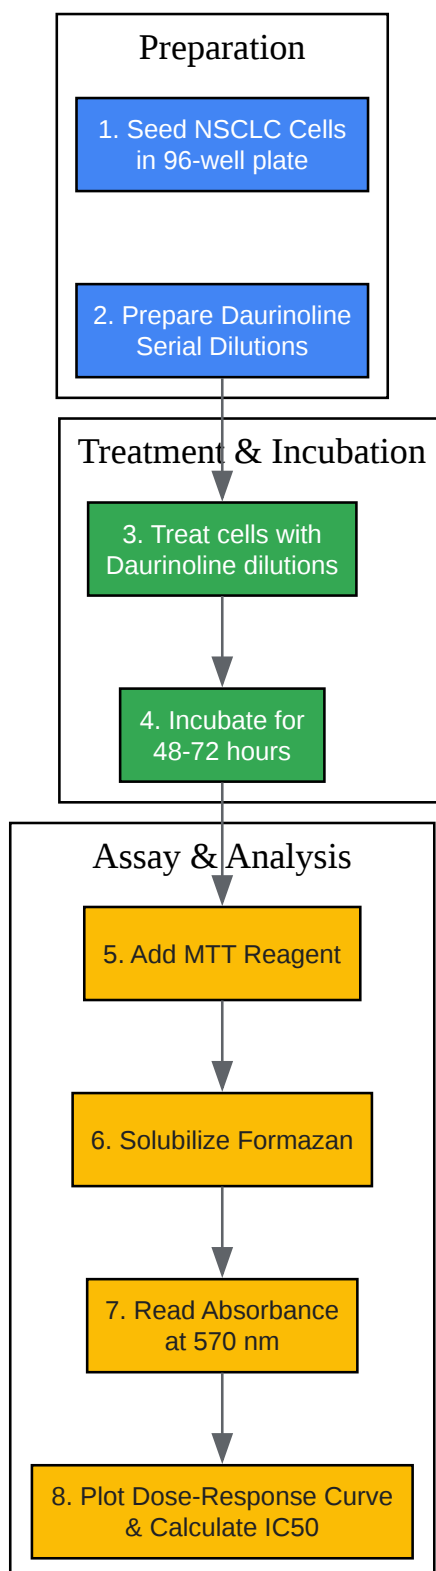 Preparation
1. Seed NSCLC Cells
in 96-well plate
2. Prepare Daurinoline
Serial Dilutions
Treatment & Incubation
3. Treat cells with
Daurinoline dilutions
4. Incubate for
48-72 hours
Assay & Analysis
5. Add MTT Reagent
6. Solubilize Formazan
7. Read Absorbance
at 570 nm
8. Plot Dose-Response Curve
& Calculate IC50